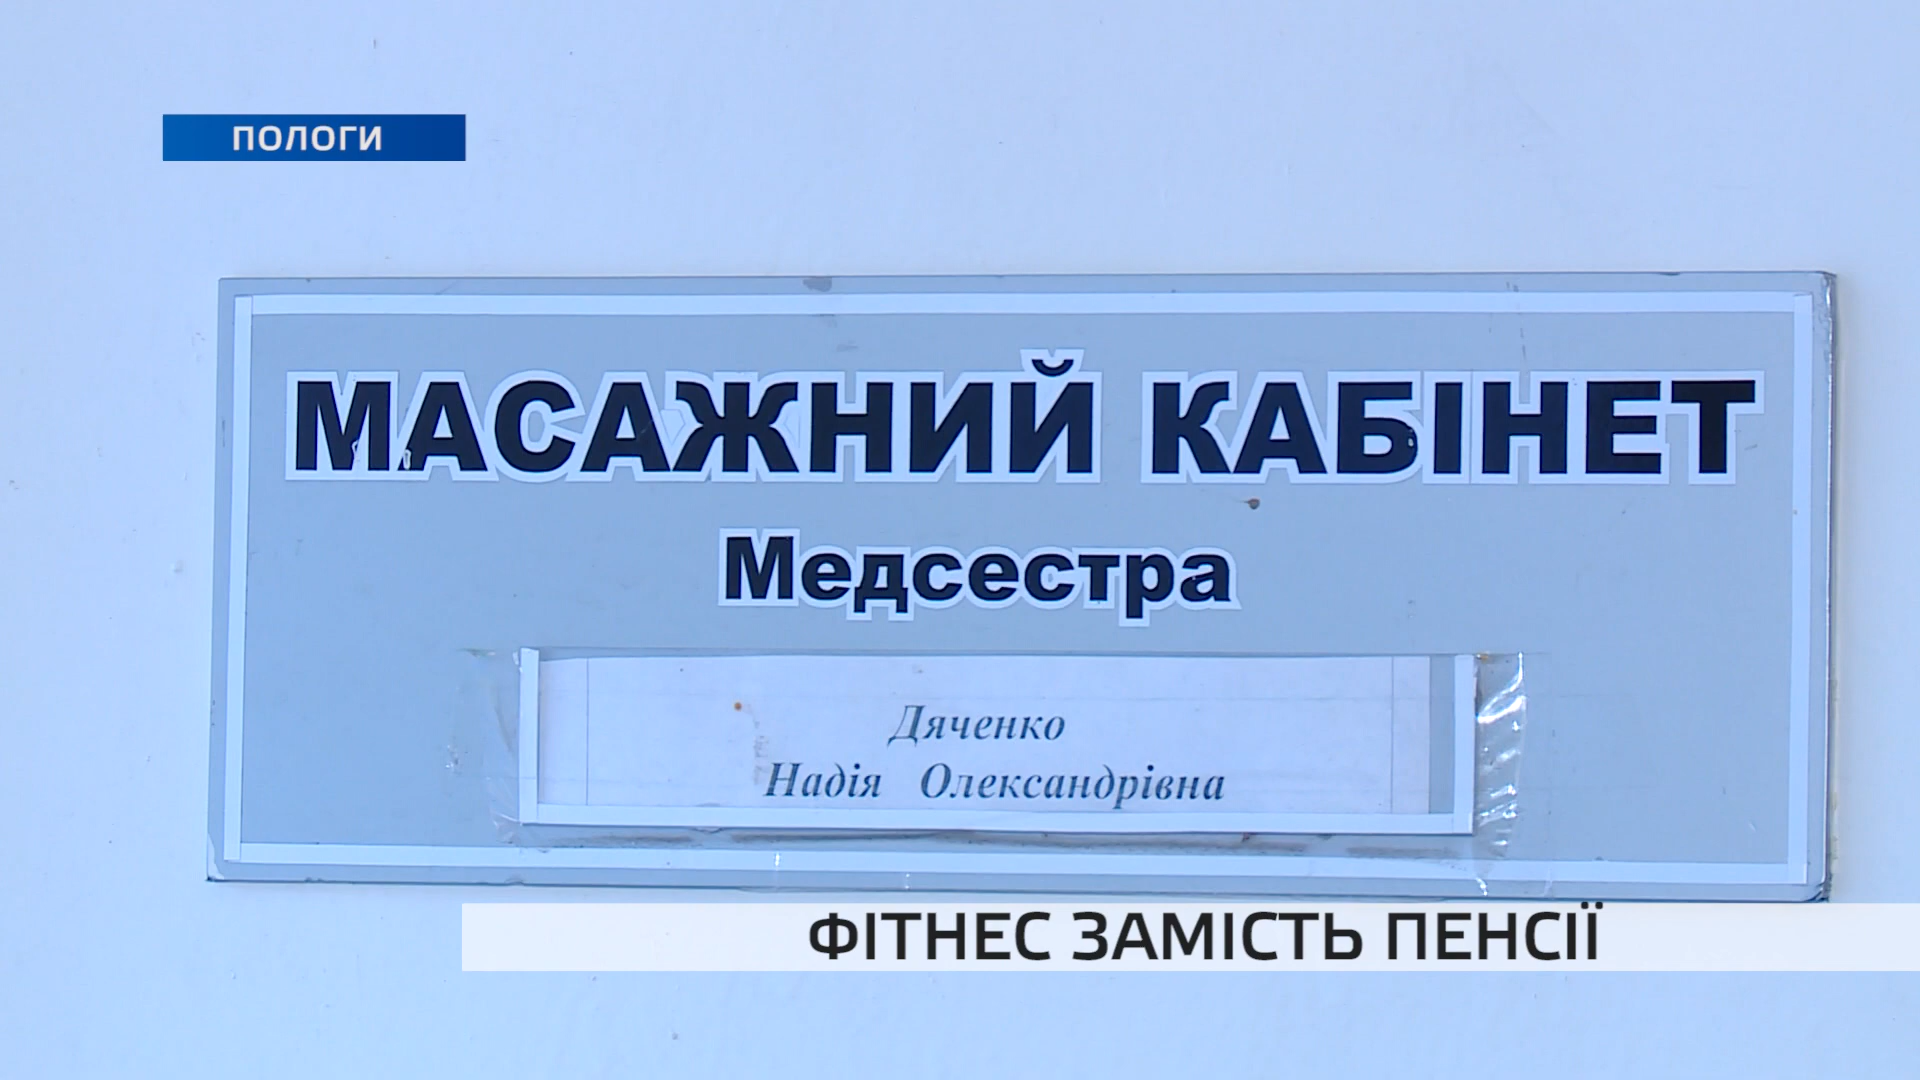 ПОЛОГИ
МАСАЖНИЙ КАБІНЕТ
Медсестра
Дяченко
Надія Олександрівна
ФІТНЕС ЗАМІСТЬ ПЕНСІЇ